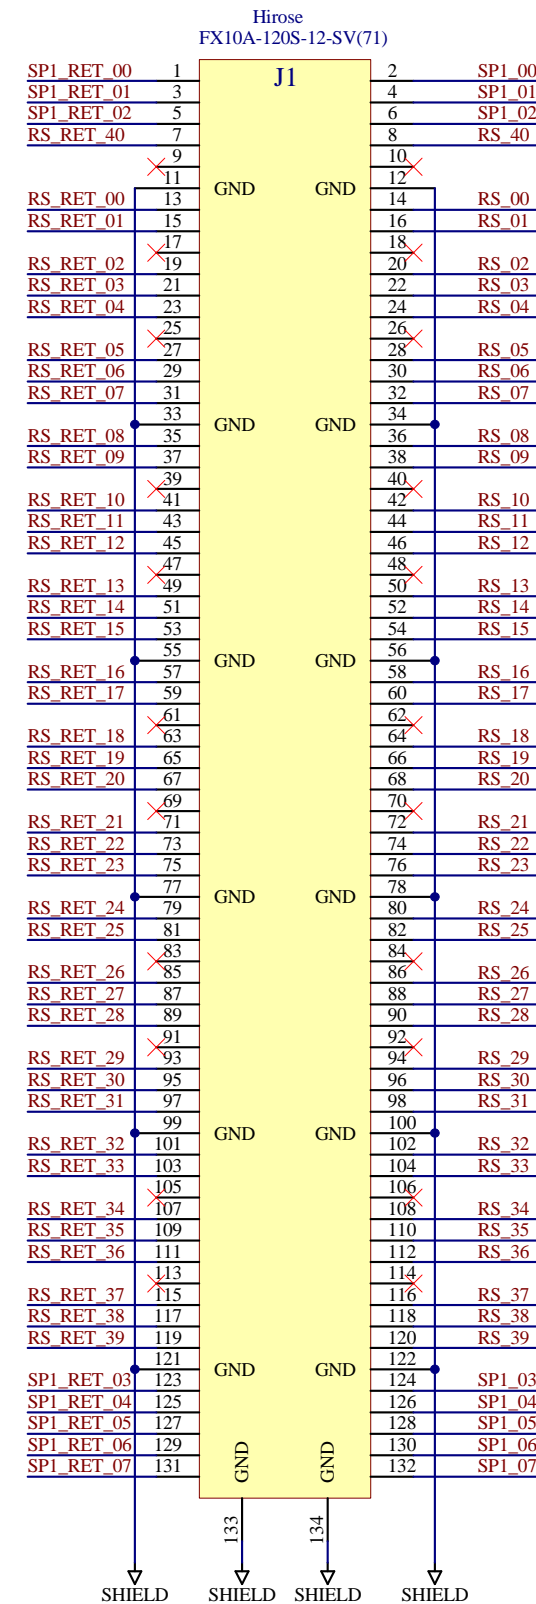 Hirose
FX10A-120S-12-SV(71)
J1
SP1_RET_00 1 2 SP1_00
SP1_RET_01 3 4 SP1_01
SP1_RET_02 5 6 SP1_02
RS_RET_40 7 8 RS_40
9 10
11 GND 12
RS_RET_00 13 14 RS_00
RS_RET_01 15 16 RS_01
17 18
RS_RET_02 19 20 RS_02
RS_RET_03 21 22 RS_03
RS_RET_04 23 24 RS_04
25 26
RS_RET_05 27 28 RS_05
RS_RET_06 29 30 RS_06
RS_RET_07 31 32 RS_07
33 GND GND 34
RS_RET_08 35 36 RS_08
RS_RET_09 37 38 RS_09
39 40
RS_RET_10 41 42 RS_10
RS_RET_11 43 44 RS_11
RS_RET_12 45 46 RS_12
47 48
RS_RET_13 49 50 RS_13
RS_RET_14 51 52 RS_14
RS_RET_15 53 54 RS_15
55 GND GND 56
RS_RET_16 57 58 RS_16
RS_RET_17 59 60 RS_17
61 62
RS_RET_18 63 64 RS_18
RS_RET_19 65 66 RS_19
RS_RET_20 67 68 RS_20
69 70
RS_RET_21 71 72 RS_21
RS_RET_22 73 74 RS_22
RS_RET_23 75 76 RS_23
77 GND GND 78
RS_RET_24 79 80 RS_24
RS_RET_25 81 82 RS_25
83 84
RS_RET_26 85 86 RS_26
RS_RET_27 87 88 RS_27
RS_RET_28 89 90 RS_28
91 92
RS_RET_29 93 94 RS_29
RS_RET_30 95 96 RS_30
RS_RET_31 97 98 RS_31
99 GND GND 100
RS_RET_32 101 102 RS_32
RS_RET_33 103 104 RS_33
105 106
RS_RET_34 107 108 RS_34
RS_RET_35 109 110 RS_35
RS_RET_36 111 112 RS_36
113 114
RS_RET_37 115 116 RS_37
RS_RET_38 117 118 RS_38
RS_RET_39 119 120 RS_39
121 GND GND 122
SP1_RET_03 123 124 SP1_03
SP1_RET_04 125 126 SP1_04
SP1_RET_05 127 128 SP1_05
SP1_RET_06 129 130 SP1_06
SP1_RET_07 131 132 SP1_07
GND GND
133 134
SHIELD SHIELD SHIELD SHIELD